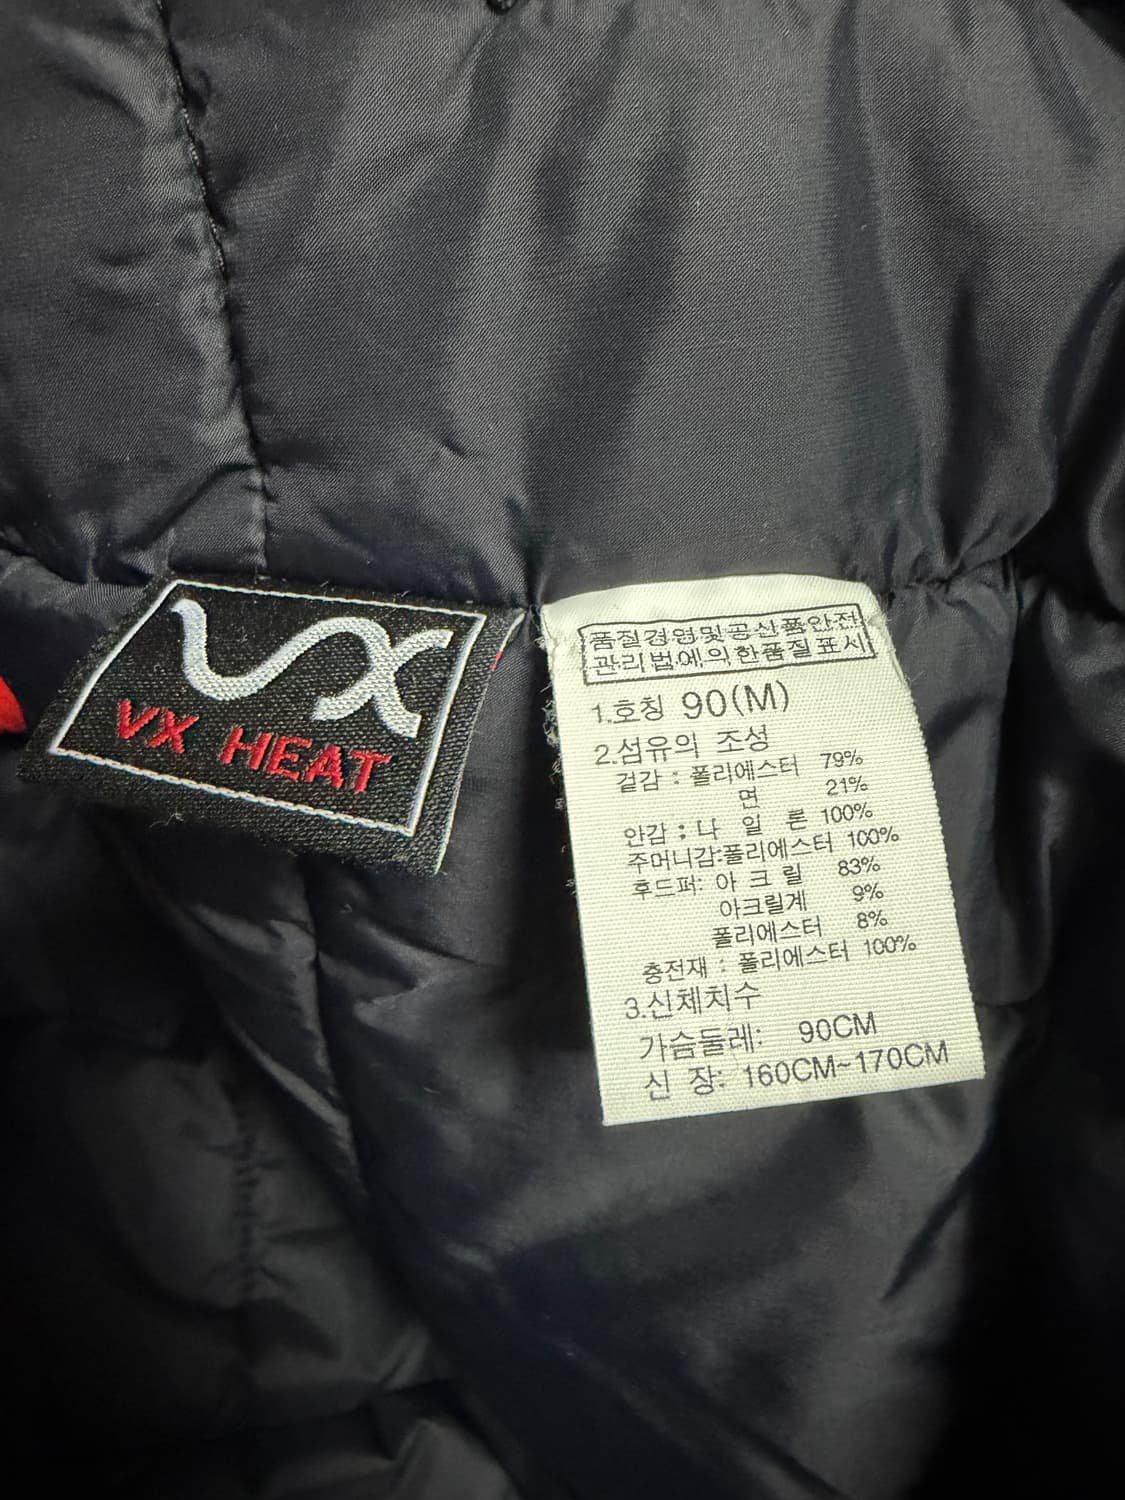 VX
VX HEAT
품질경영및공산품안전
관리법에의한품질표시
1.호칭 90(M)
2.섬유의 조성
겉감 : 폴리에스터 79%
면 21%
안감 : 나 일 론 100%
주머니감:폴리에스터 100%
후드퍼: 아 크 릴 83%
아크릴계 9%
폴리에스터 8%
충전재 : 폴리에스터 100%
3.신체치수
가슴둘레: 90CM
신 장: 160CM~170CM